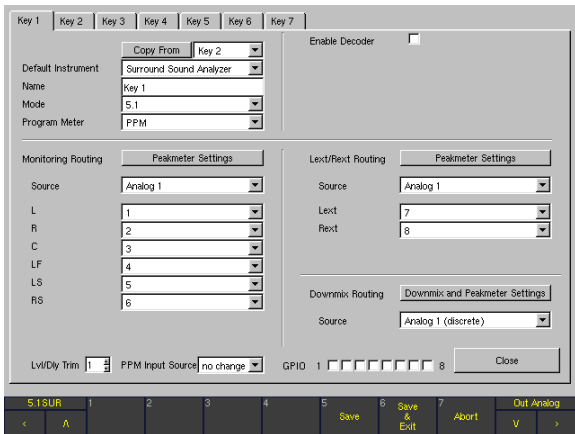 Key 1 Key 2 Key 3 Key 4 Key 5 Key 6 Key 7
Copy From Key 2
Enable Decoder
Default Instrument Surround Sound Analyzer
Name Key 1
Mode 5.1
Program Meter PPM
Monitoring Routing Peakmeter Settings
Lext/Rext Routing Peakmeter Settings
Source Analog 1
Source Analog 1
L 1
Lext 7
R 2
Rext 8
C 3
LF 4
LS 5
RS 6
Downmix Routing Downmix and Peakmeter Settings
Source Analog 1 (discrete)
Lvl/Dly Trim 1 PPM Input Source no change GPIO 1 8 Close
5.1SUR 1 2 3 4 5 6 7 Out Analog
< Λ Save Save & Exit Abort V >